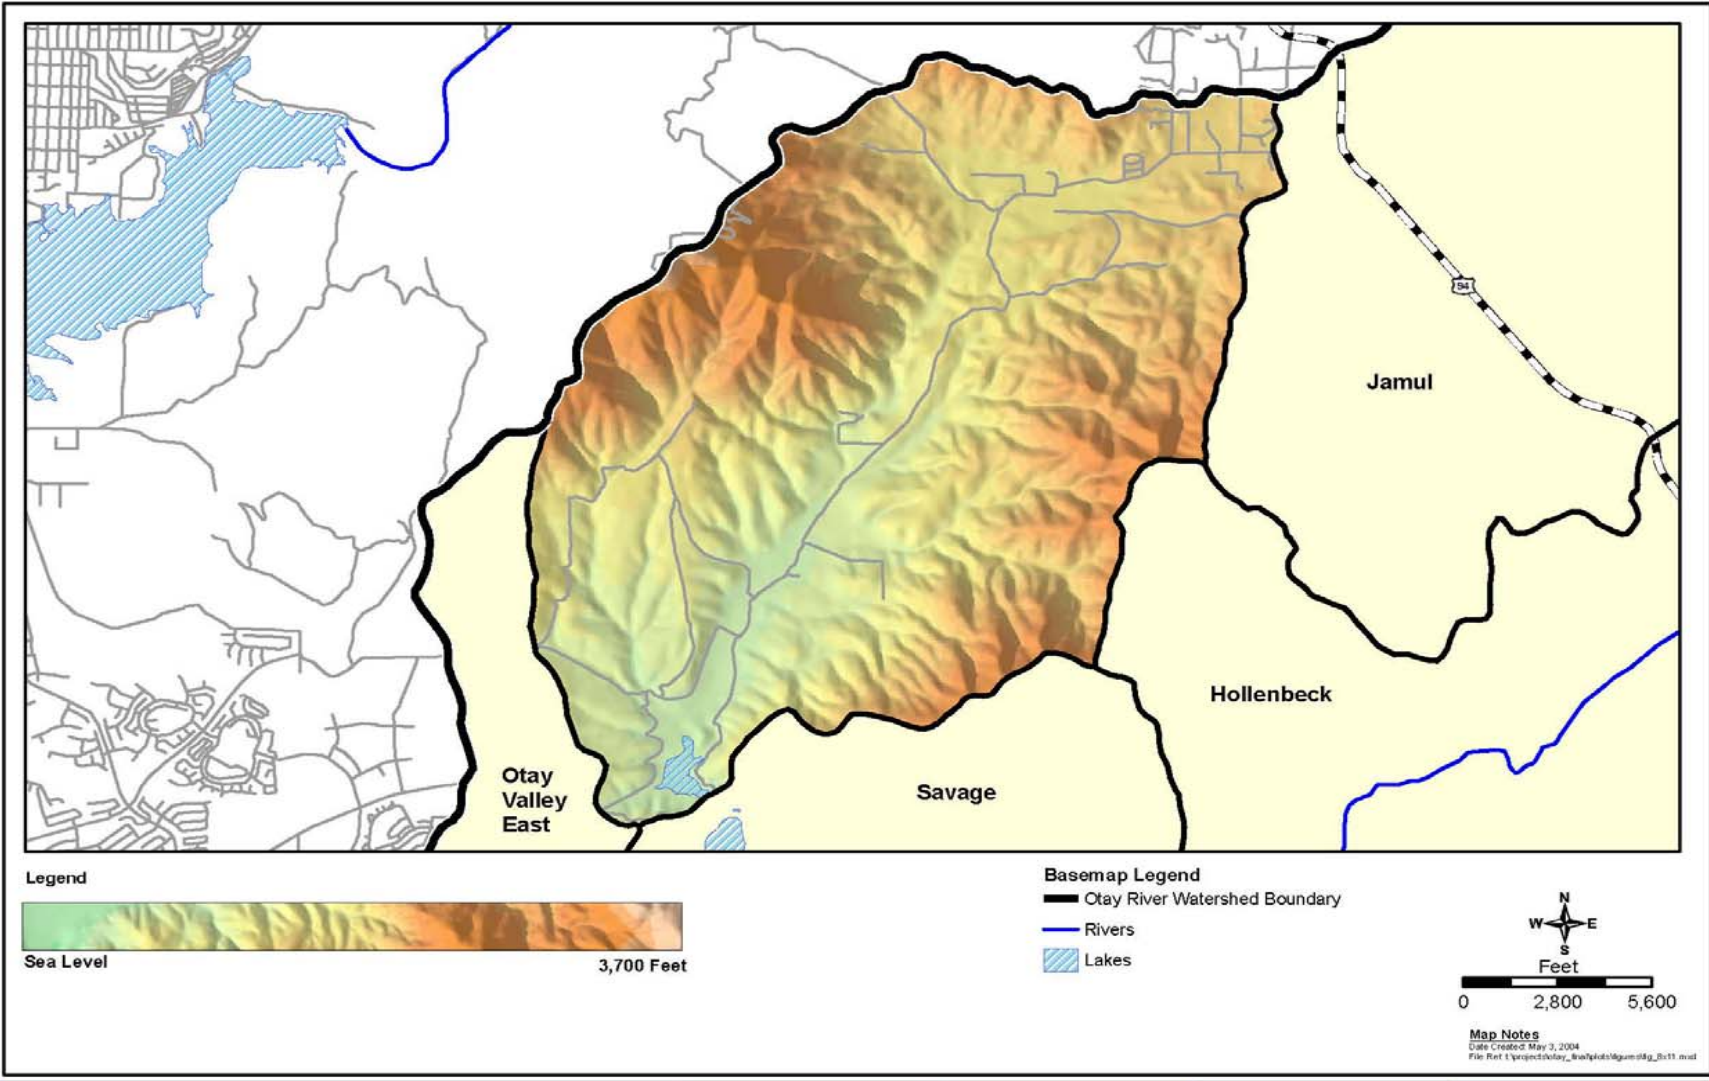 94
Jamul
Hollenbeck
Otay
Valley
East
Savage
Legend
Sea Level
3,700 Feet
Basemap Legend
Otay River Watershed Boundary
Rivers
Lakes
N
W E
S
Feet
0 2,800 5,600
Map Notes
Date Created: May 3, 2004